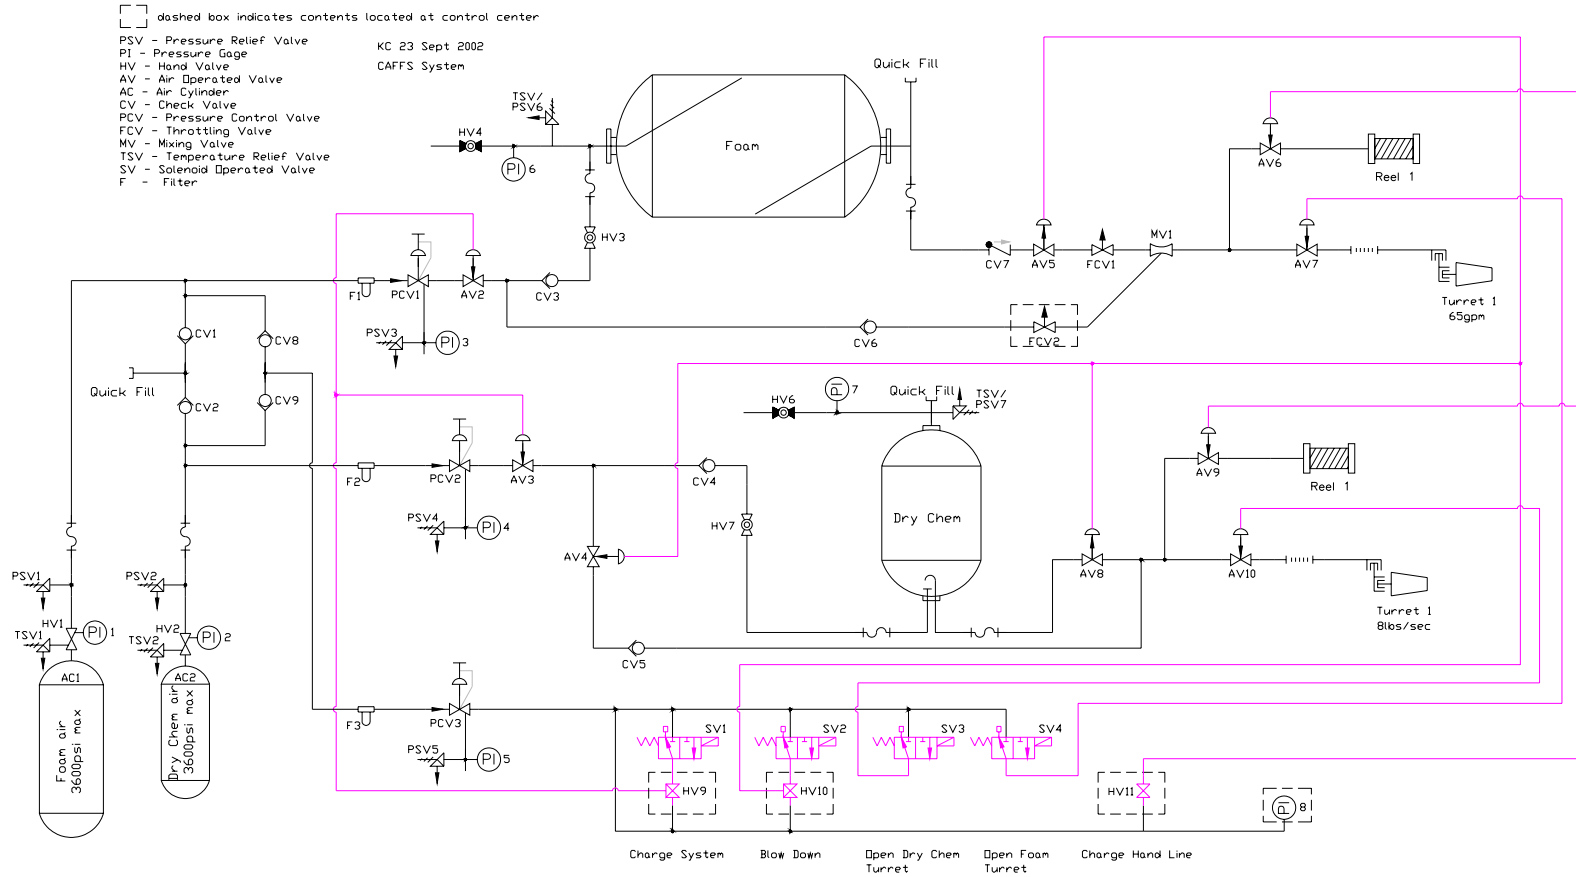 dashed box indicates contents located at control center
PSV - Pressure Relief Valve
PI - Pressure Gage
HV - Hand Valve
AV - Air Operated Valve
AC - Air Cylinder
CV - Check Valve
PCV - Pressure Control Valve
FCV - Throttling Valve
MV - Mixing Valve
TSV - Temperature Relief Valve
SV - Solenoid Operated Valve
F - Filter
KC 23 Sept 2002
CAFFS System
TSV/
PSV6
HV4
PI 6
Foam
Quick Fill
HV3
AV6
Reel 1
CV7
AV5
FCV1
MV1
AV7
Turret 1
65gpm
F1
PCV1
AV2
CV3
PSV3
PI 3
CV6
FCV2
CV1
CV8
Quick Fill
CV2
CV9
HV6
PI 7
Quick Fill
TSV/
PSV7
F2
PCV2
AV3
CV4
PSV4
PI 4
HV7
AV4
Dry Chem
AV9
Reel 1
AV8
AV10
Turret 1
8lbs/sec
CV5
PSV1
PSV2
HV1
PI 1
TSV1
HV2
PI 2
TSV2
AC1
Foam air
3600psi max
AC2
Dry Chem air
3600psi max
F3
PCV3
PSV5
PI 5
SV1
SV2
SV3
SV4
HV9
HV10
HV11
PI 8
Charge System
Blow Down
Open Dry Chem
Turret
Open Foam
Turret
Charge Hand Line